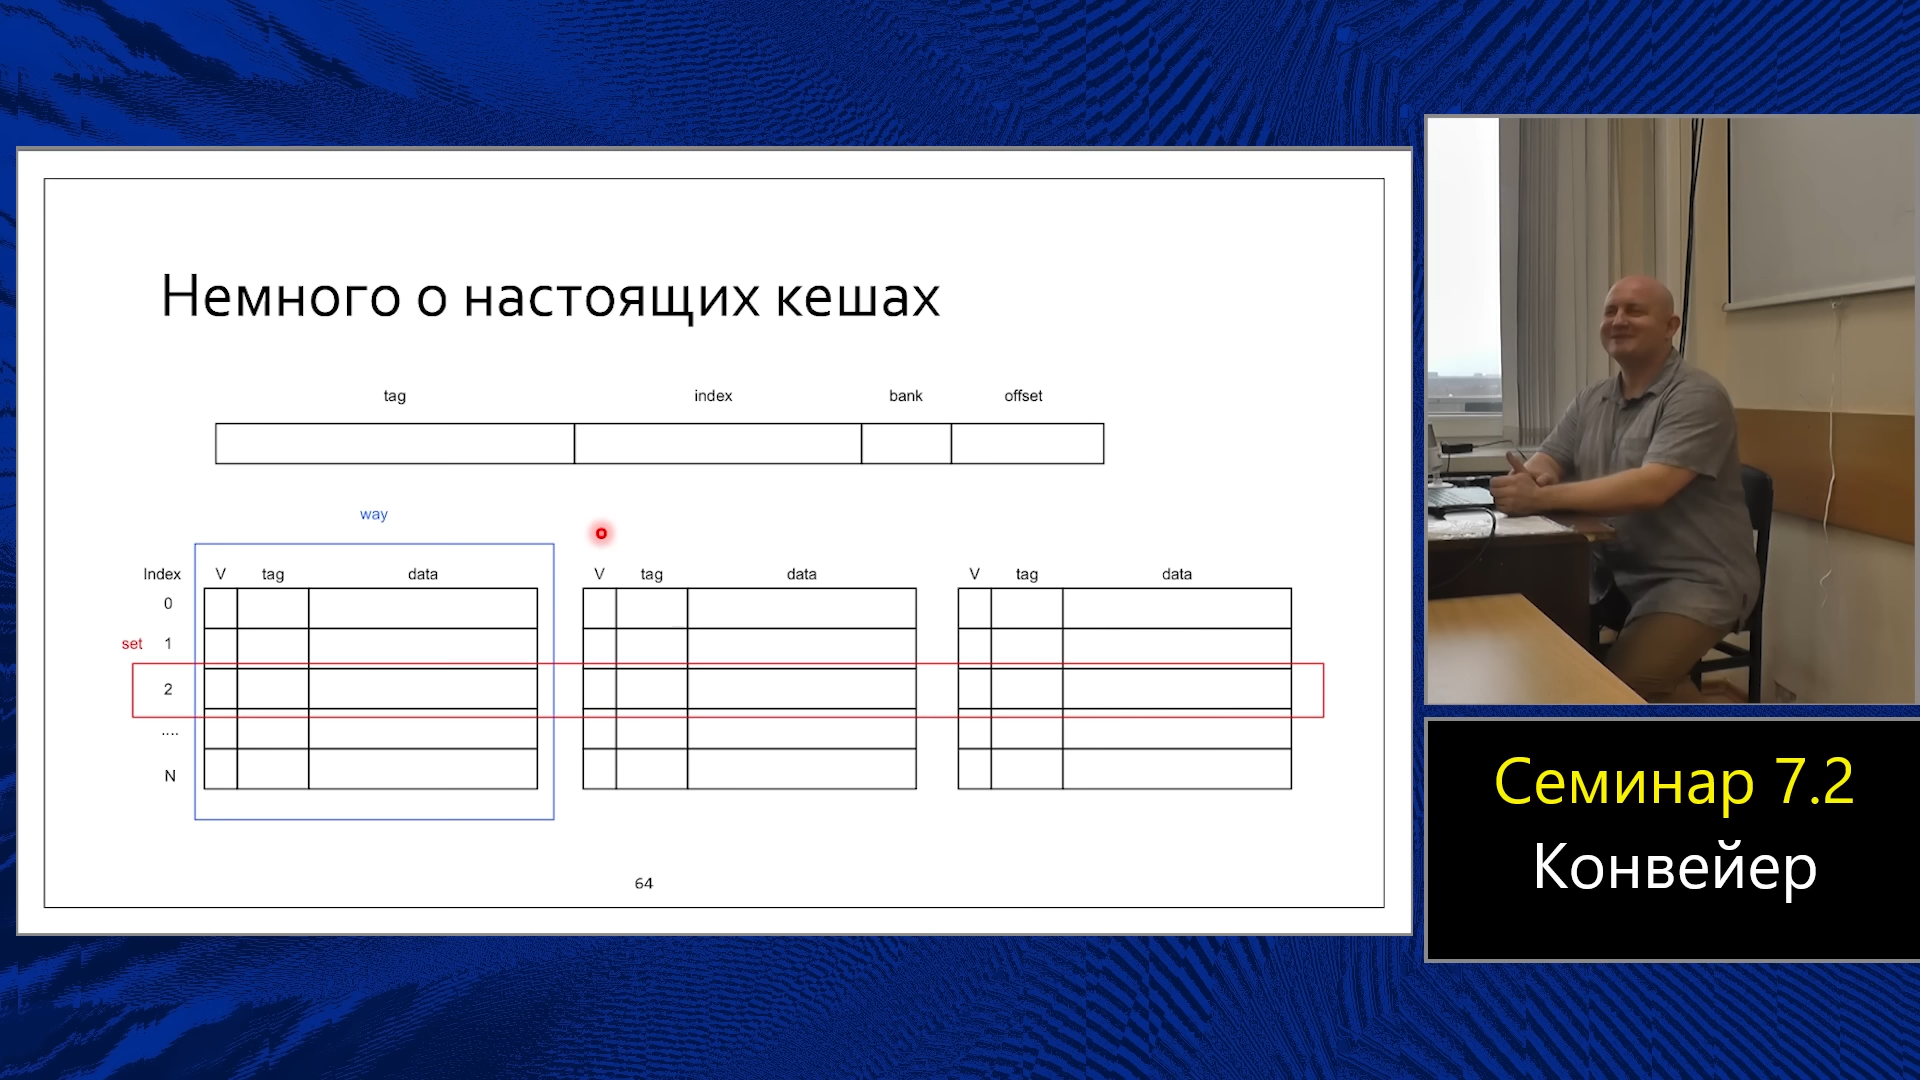 Немного о настоящих кешах
tag index bank offset
way
Index V tag data V tag data V tag data
0
set 1
2
....
N
64
Семинар 7.2
Конвейер